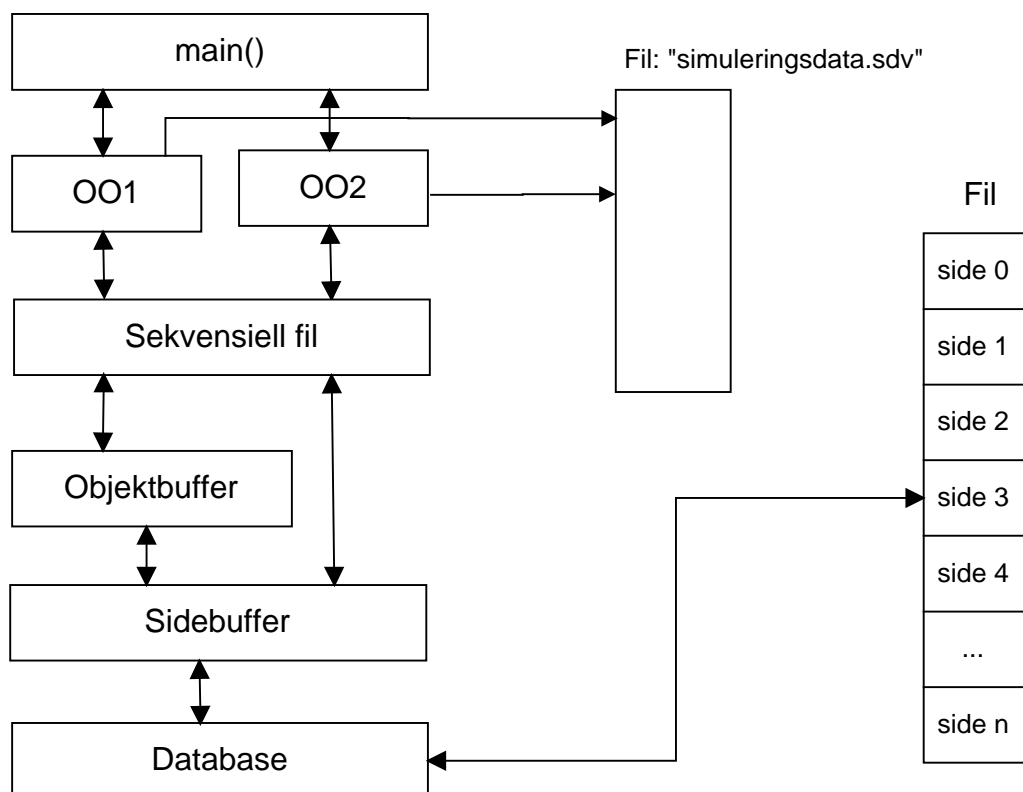 main()
Fil: "simuleringsdata.sdv"
OO1
OO2
Fil
side 0
Sekvensiell fil
side 1
side 2
Objektbuffer
side 3
side 4
Sidebuffer
...
side n
Database